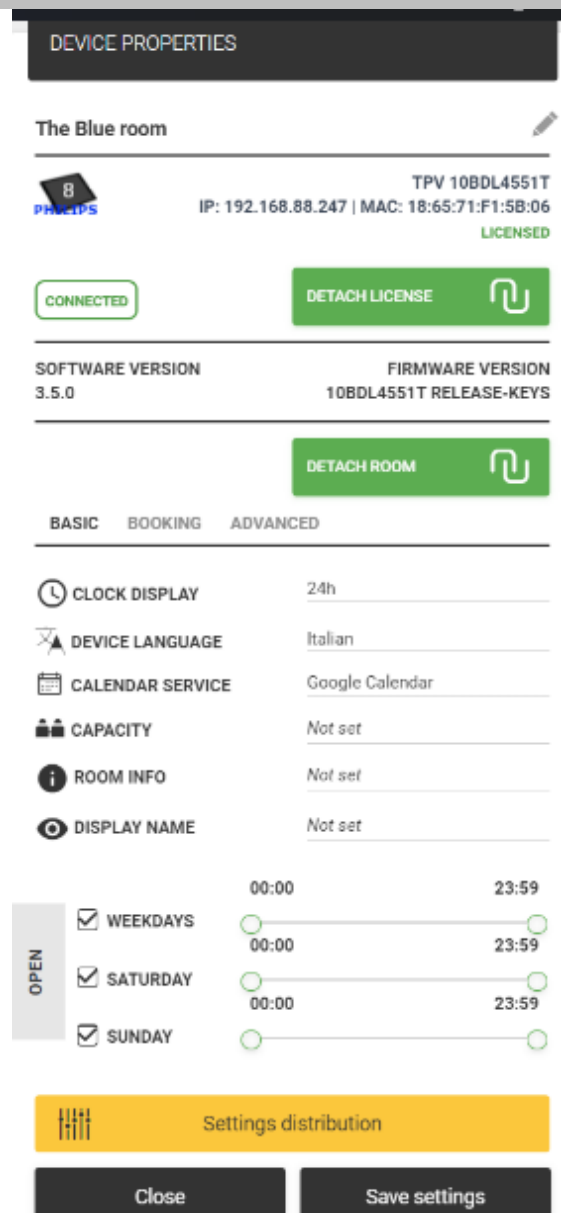 DEVICE PROPERTIES
The Blue room
8
PHILIPS
TPV 10BDL4551T
IP: 192.168.88.247 | MAC: 18:65:71:F1:5B:06
LICENSED
CONNECTED
DETACH LICENSE
SOFTWARE VERSION
3.5.0
FIRMWARE VERSION
10BDL4551T RELEASE-KEYS
DETACH ROOM
BASIC BOOKING ADVANCED
CLOCK DISPLAY 24h
DEVICE LANGUAGE Italian
CALENDAR SERVICE Google Calendar
CAPACITY Not set
ROOM INFO Not set
DISPLAY NAME Not set
OPEN
00:00 23:59
WEEKDAYS
00:00 23:59
SATURDAY
00:00 23:59
SUNDAY
Settings distribution
Close Save settings